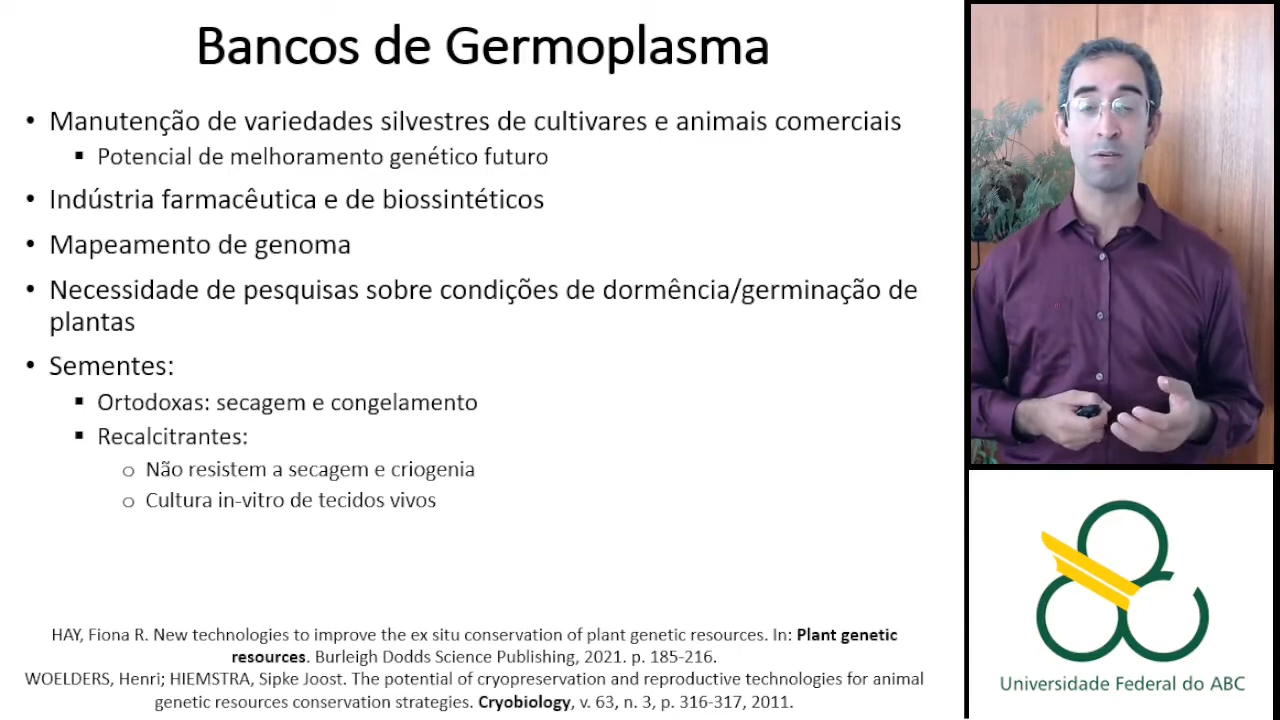 Bancos de Germoplasma
• Manutenção de variedades silvestres de cultivares e animais comerciais
▪ Potencial de melhoramento genético futuro
• Indústria farmacêutica e de biossintéticos
• Mapeamento de genoma
• Necessidade de pesquisas sobre condições de dormência/germinação de
plantas
• Sementes:
▪ Ortodoxas: secagem e congelamento
▪ Recalcitrantes:
o Não resistem a secagem e criogenia
o Cultura in-vitro de tecidos vivos
HAY, Fiona R. New technologies to improve the ex situ conservation of plant genetic resources. In: Plant genetic
resources. Burleigh Dodds Science Publishing, 2021. p. 185-216.
WOELDERS, Henri; HIEMSTRA, Sipke Joost. The potential of cryopreservation and reproductive technologies for animal
genetic resources conservation strategies. Cryobiology, v. 63, n. 3, p. 316-317, 2011.
Universidade Federal do ABC